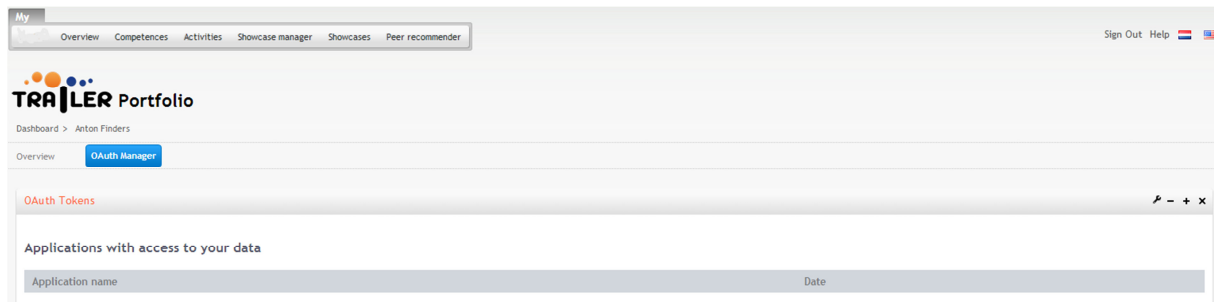 My
Overview Competences Activities Showcase manager Showcases Peer recommender
Sign Out Help
TRAILER Portfolio
Dashboard > Anton Finders
Overview OAuth Manager
OAuth Tokens
Applications with access to your data
Application name Date